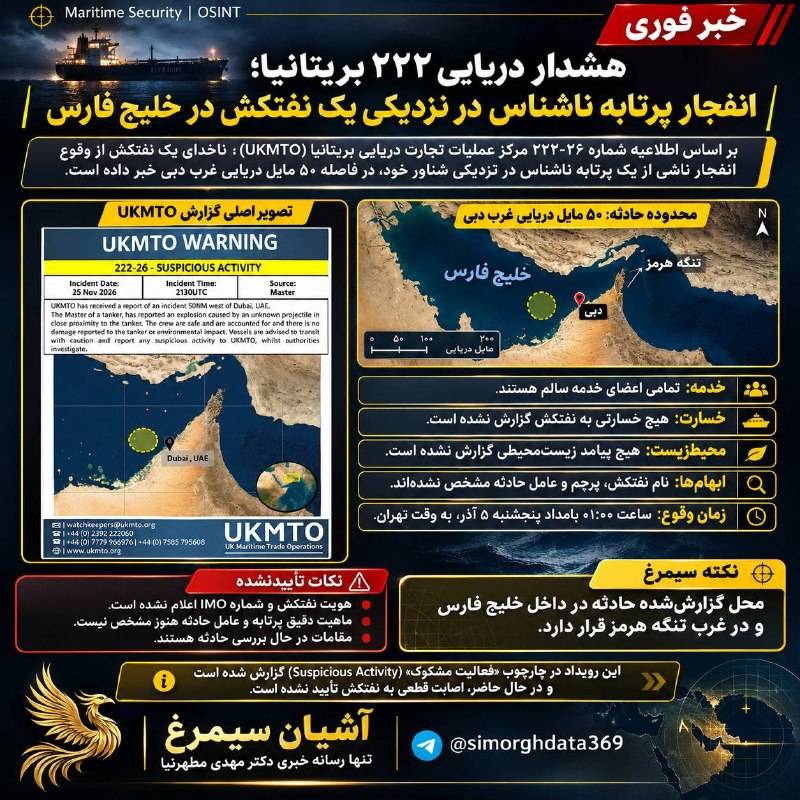 Maritime Security | OSINT
خبر فوری
هشدار دریایی ۲۲۲ بریتانیا؛
انفجار پرتابه ناشناس در نزدیکی یک نفتکش در خلیج فارس
بر اساس اطلاعیه شماره ۲۶-۲۲۲ مرکز عملیات تجارت دریایی بریتانیا (UKMTO) : ناخدای یک نفتکش از وقوع
انفجار ناشی از یک پرتابه ناشناس در نزدیکی شناور خود، در فاصله ۵۰ مایل دریایی غرب دبی خبر داده است.
محدوده حادثه: ۵۰ مایل دریایی غرب دبی
N
تنگه هرمز
خلیج فارس
دبی
۰ ۵۰ ۱۰۰ ۲۰۰
مایل دریایی
خدمه: تمامی اعضای خدمه سالم هستند.
خسارت: هیچ خسارتی به نفتکش گزارش نشده است.
محیط‌زیست: هیچ پیامد زیست‌محیطی گزارش نشده است.
ابهام‌ها: نام نفتکش، پرچم و عامل حادثه مشخص نشده‌اند.
زمان وقوع: ساعت ۰۱:۰۰ بامداد پنجشنبه ۵ آذر، به وقت تهران.
تصویر اصلی گزارش UKMTO
UKMTO WARNING
222-26 - SUSPICIOUS ACTIVITY
Incident Date: Incident Time: Source:
25 Nov 2026 2130UTC Master
UKMTO has received a report of an incident 50NM west of Dubai, UAE.
The Master of a tanker, has reported an explosion caused by an unknown projectile in
close proximity to the tanker. The crew are safe and are accounted for and there is no
damage reported to the tanker or environmental impact. Vessels are advised to transit
with caution and report any suspicious activity to UKMTO, whilst authorities
investigate.
Dubai, UAE
| watchkeepers@ukmto.org
| +44 (0) 2392 222060
| +44 (0) 7779 966976 | +44 (0) 7585 795608
| www.ukmto.org
UKMTO
UK Maritime Trade Operations
نکته سیمرغ
محل گزارش‌شده حادثه در داخل خلیج فارس
و در غرب تنگه هرمز قرار دارد.
نکات تأییدنشده
هویت نفتکش و شماره IMO اعلام نشده است.
ماهیت دقیق پرتابه و عامل حادثه هنوز مشخص نیست.
مقامات در حال بررسی حادثه هستند.
این رویداد در چارچوب «فعالیت مشکوک» (Suspicious Activity) گزارش شده است
و در حال حاضر، اصابت قطعی به نفتکش تأیید نشده است.
آشیان سیمرغ
تنها رسانه خبری دکتر مهدی مطهرنیا
@simorghdata369